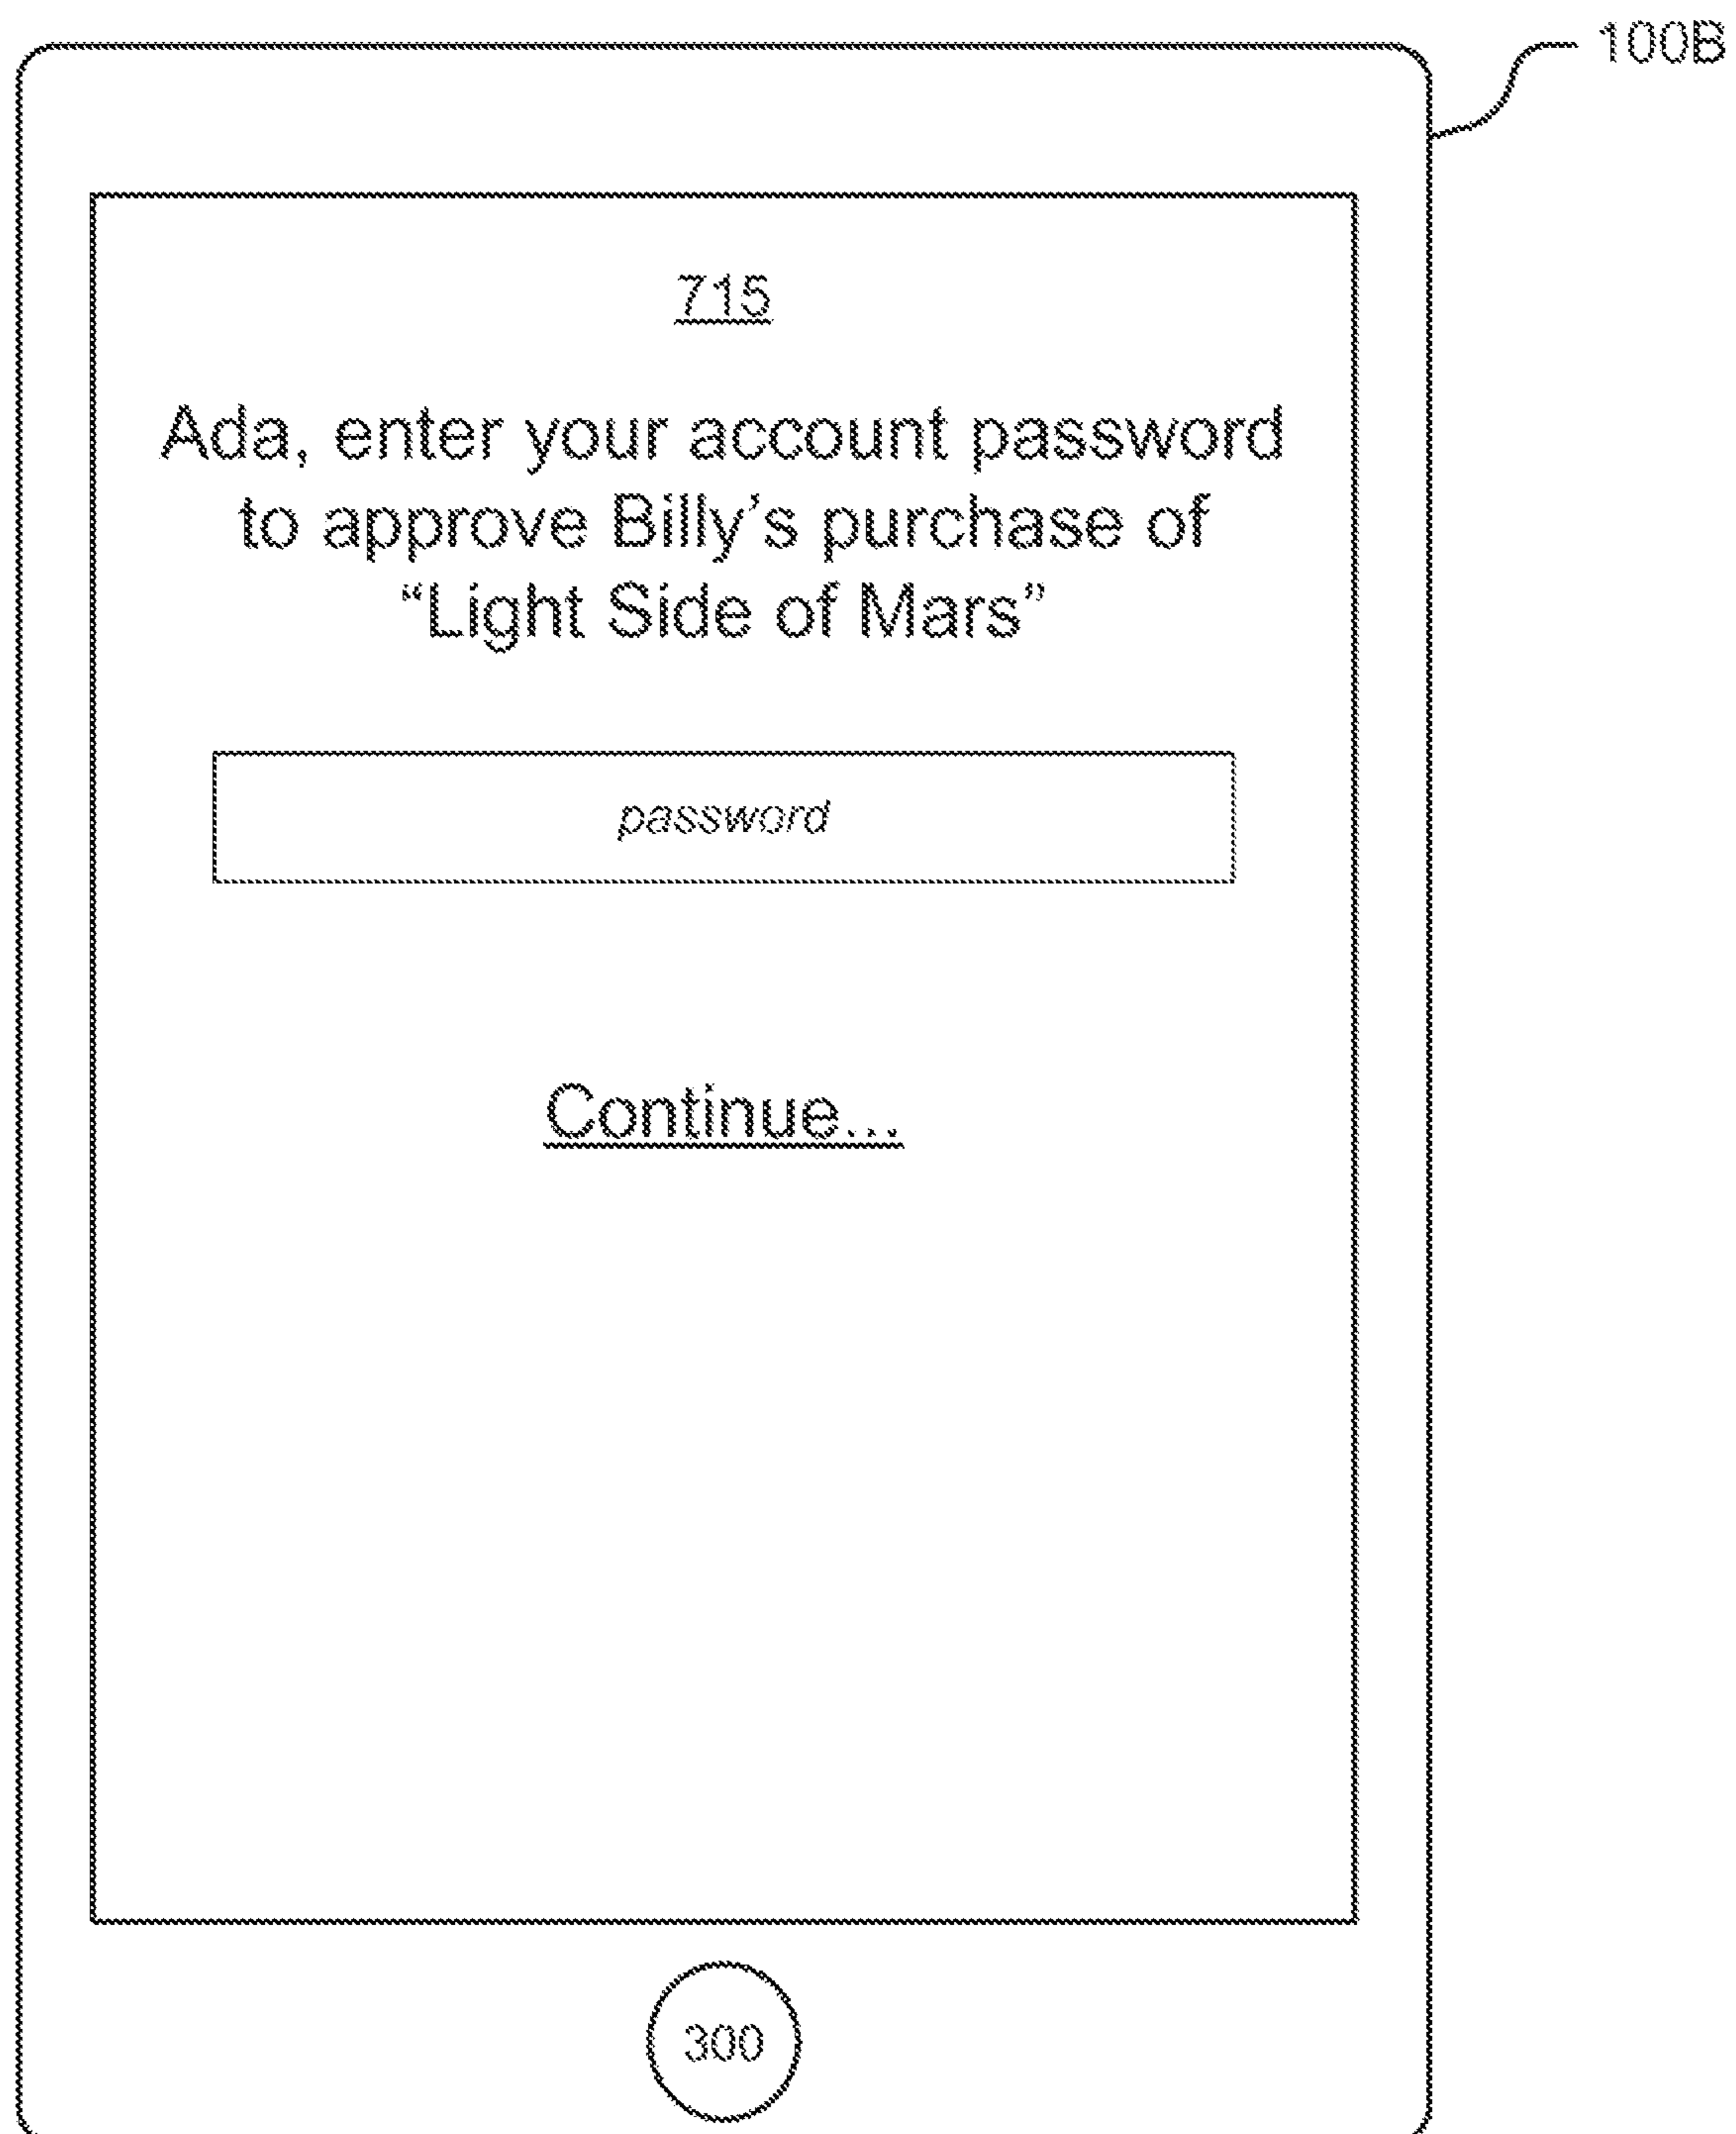 100B
715
Ada, enter your account password
to approve Billy’s purchase of
“Light Side of Mars”
password
Continue...
300